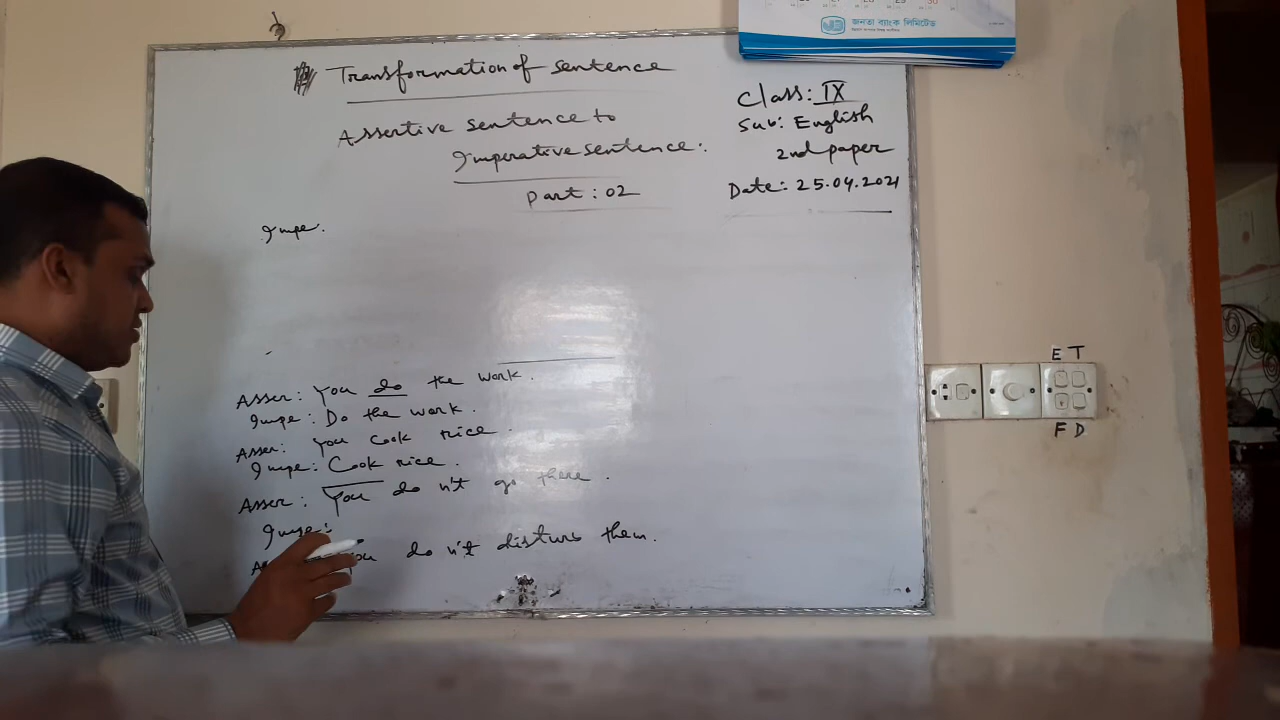 জনতা ব্যাংক লিমিটেড
Transformation of sentence
Assertive sentence to
Imperative sentence:
Part: 02
Class: IX
Sub: English
2nd paper
Date: 25.04.2021
Impe.
Asser: You do the work.
Impe: Do the work.
Asser: You Cook rice.
Impe: Cook rice.
Asser: You do n't go there.
Impe:
You do n't disturb them.
E T
F D